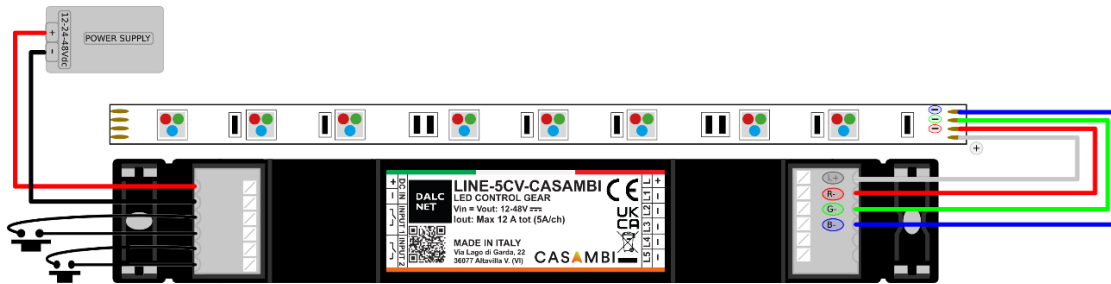 12-24-48Vdc
+
-
POWER SUPPLY
+
DALC
NET
DC IN
+
-
INPUT 1
INPUT 2
LINE-5CV-CASAMBI
LED CONTROL GEAR
Vin = Vout: 12-48V
Iout: Max 12 A tot (5A/ch)
MADE IN ITALY
Via Lago di Garda, 22
36077 Altavilla V. (VI)
CASAMBI
CE
UK
CA
L +
L1 -
L2 -
L3 -
L4 -
L5 -
L+
R-
G-
B-